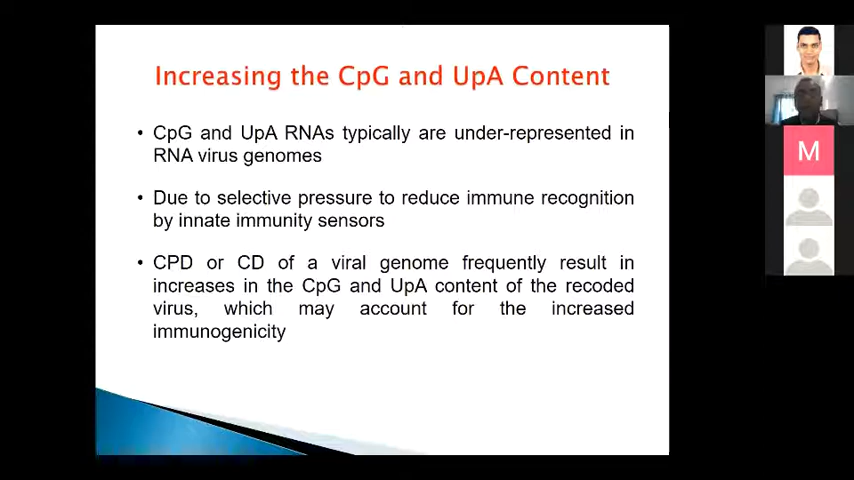 Increasing the CpG and UpA Content
• CpG and UpA RNAs typically are under-represented in
RNA virus genomes
• Due to selective pressure to reduce immune recognition
by innate immunity sensors
• CPD or CD of a viral genome frequently result in
increases in the CpG and UpA content of the recoded
virus, which may account for the increased
immunogenicity
M